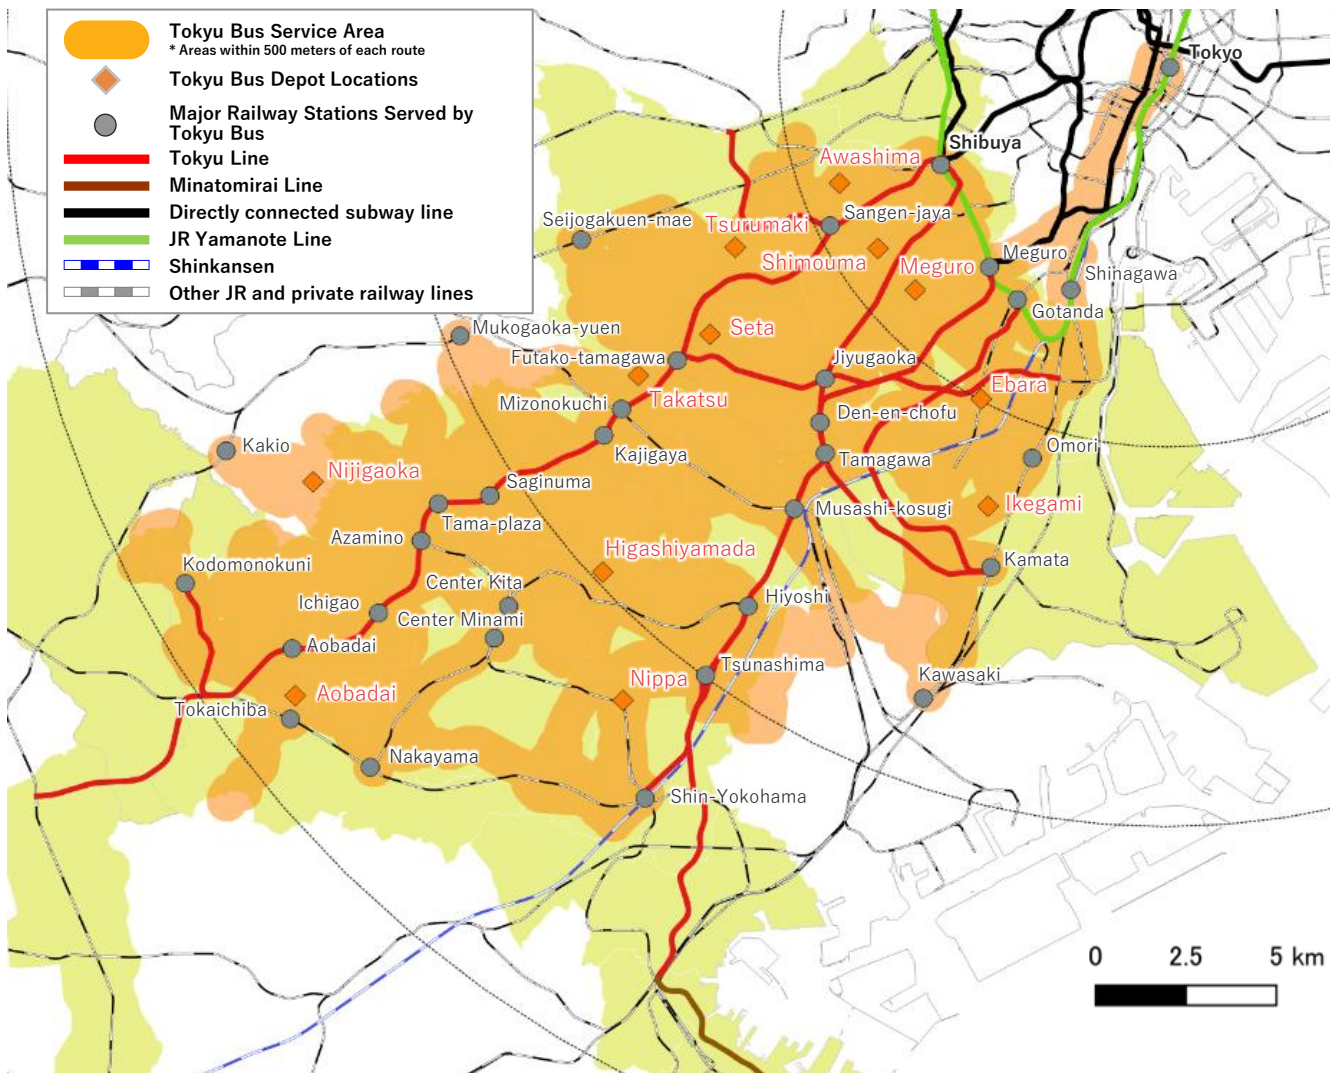 Tokyu Bus Service Area
* Areas within 500 meters of each route
Tokyu Bus Depot Locations
Major Railway Stations Served by
Tokyu Bus
Tokyu Line
Minatomirai Line
Directly connected subway line
JR Yamanote Line
Shinkansen
Other JR and private railway lines
Tokyo
Shibuya
Awashima
Sangen-jaya
Seijogakuen-mae
Tsurumaki
Shimouma
Meguro
Meguro
Shinagawa
Gotanda
Mukogaoka-yuen
Seta
Futako-tamagawa
Jiyugaoka
Ebara
Mizonokuchi
Takatsu
Den-en-chofu
Kakio
Kajigaya
Tamagawa
Omori
Nijigaoka
Saginuma
Tama-plaza
Musashi-kosugi
Ikegami
Azamino
Higashiyamada
Kodomonokuni
Kamata
Center Kita
Ichigao
Hiyoshi
Center Minami
Aobadai
Tsunashima
Kawasaki
Aobadai
Nippa
Tokaichiba
Nakayama
Shin-Yokohama
0 2.5 5 km